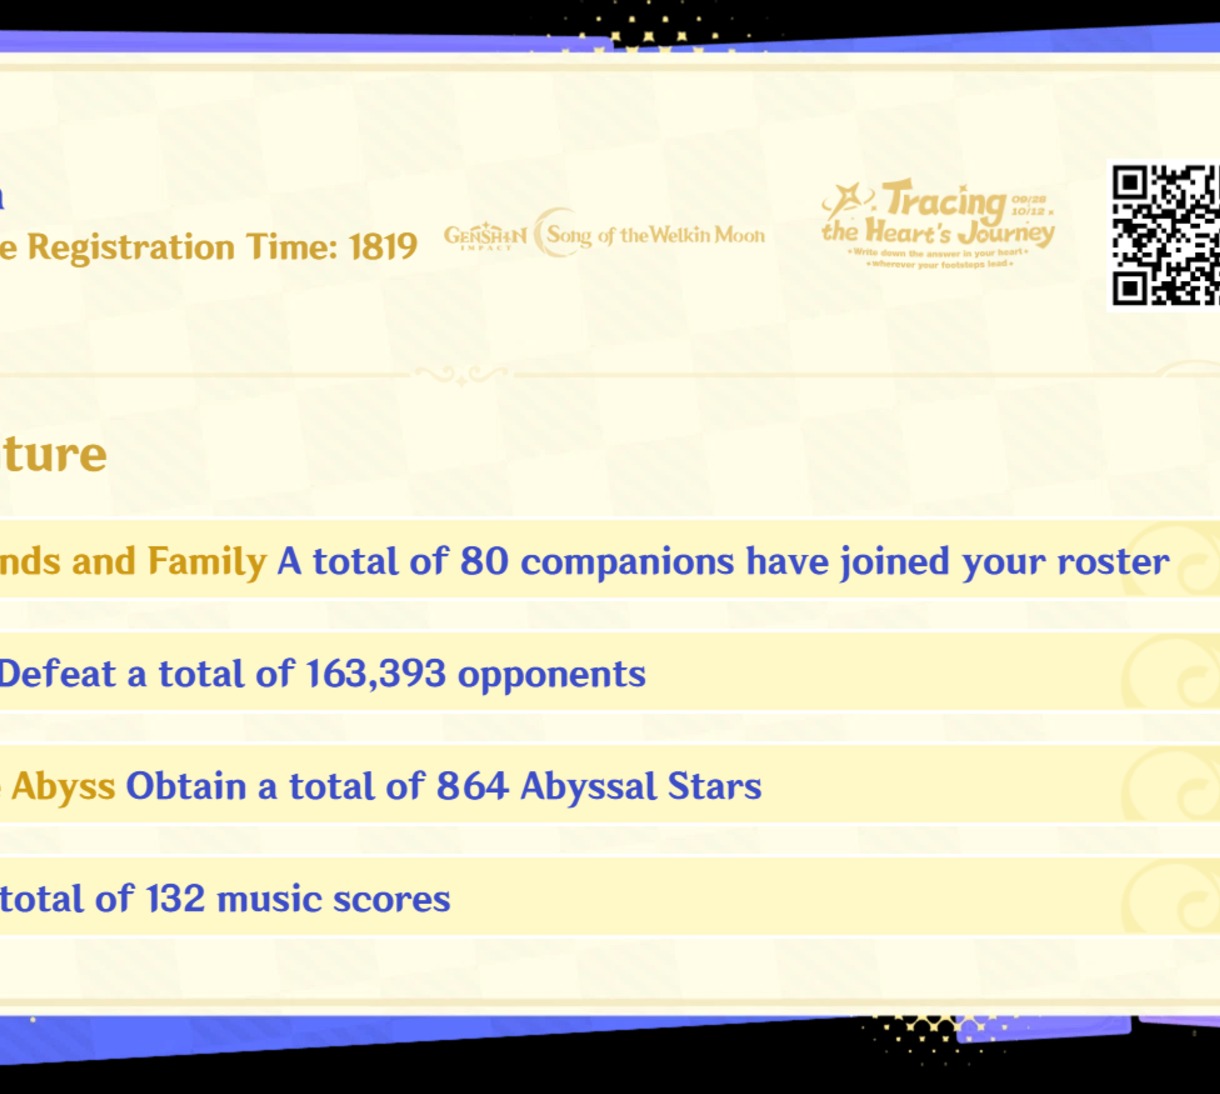 e Registration Time: 1819
GENSHIN IMPACT
Song of the Welkin Moon
Tracing
the Heart's Journey
09/28
10/12
Write down the answer in your heart
wherever your footsteps lead
ture
nds and Family A total of 80 companions have joined your roster
Defeat a total of 163,393 opponents
Abyss Obtain a total of 864 Abyssal Stars
total of 132 music scores